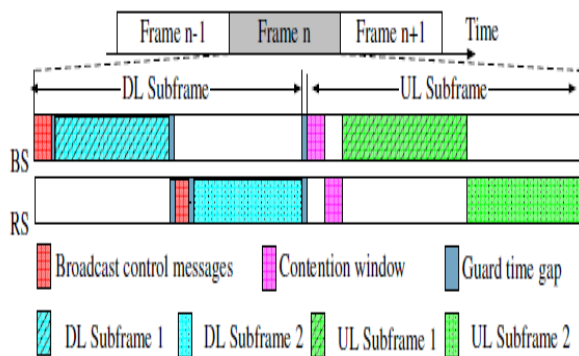 Frame n-1 Frame n Frame n+1 Time
DL Subframe UL Subframe
BS
RS
Broadcast control messages Contention window Guard time gap
DL Subframe 1 DL Subframe 2 UL Subframe 1 UL Subframe 2